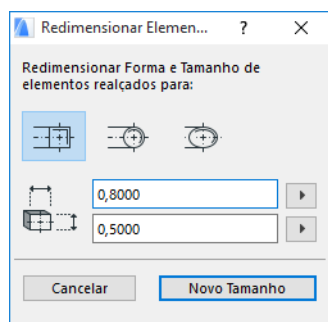 Redimensionar Elemen... ?
Redimensionar Forma e Tamanho de
elementos realçados para:
0,8000
0,5000
Cancelar Novo Tamanho